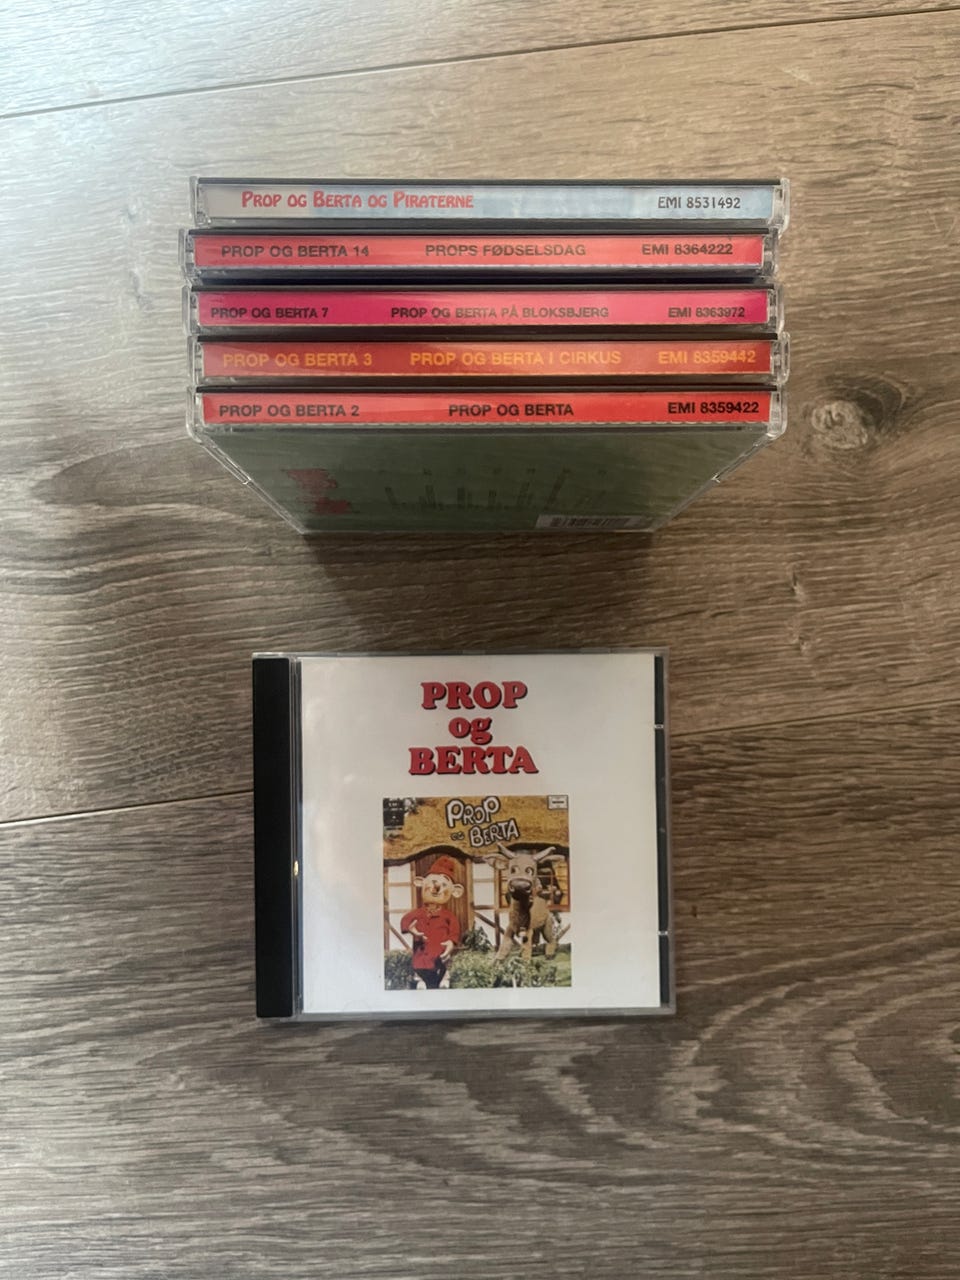 PROP OG BERTA OG PIRATERNE EMI 8531492
PROP OG BERTA 14 PROPS FØDSELSDAG EMI 8364222
PROP OG BERTA 7 PROP OG BERTA PÅ BLOKSBJERG EMI 8363972
PROP OG BERTA 3 PROP OG BERTA I CIRKUS EMI 8359442
PROP OG BERTA 2 PROP OG BERTA EMI 8359422
PROP
og
BERTA
PROP
OG BERTA